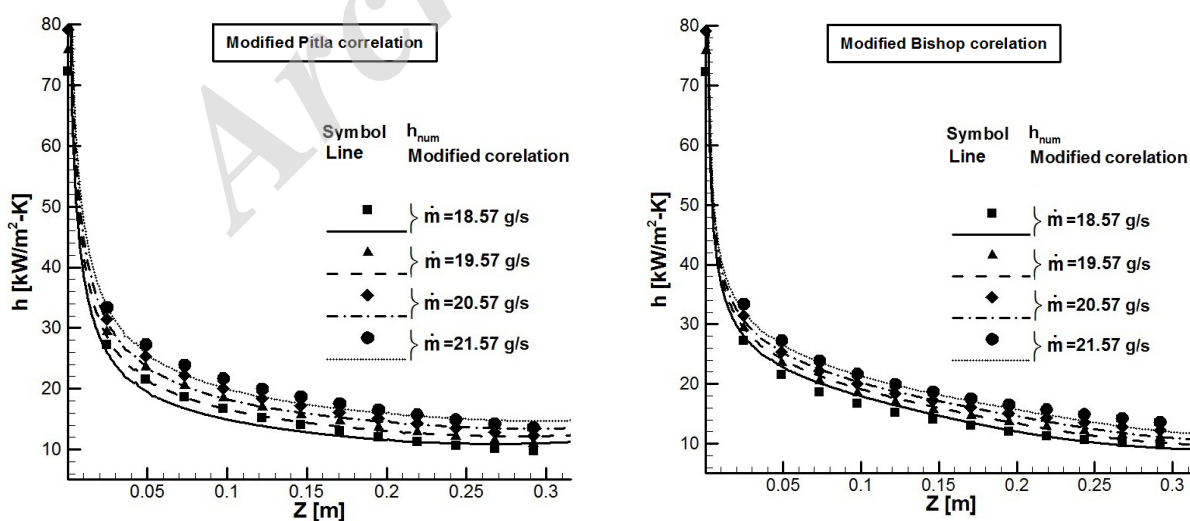 Modified Pitla correlation
Symbol h_num
Line Modified corelation
ṁ=18.57 g/s
ṁ=19.57 g/s
ṁ=20.57 g/s
ṁ=21.57 g/s
h [kW/m²-K]
80
70
60
50
40
30
20
10
0.05
0.1
0.15
0.2
0.25
0.3
Z [m]
Arc
Modified Bishop corelation
Symbol h_num
Line Modified corelation
ṁ=18.57 g/s
ṁ=19.57 g/s
ṁ=20.57 g/s
ṁ=21.57 g/s
h [kW/m²-K]
80
70
60
50
40
30
20
10
0.05
0.1
0.15
0.2
0.25
0.3
Z [m]